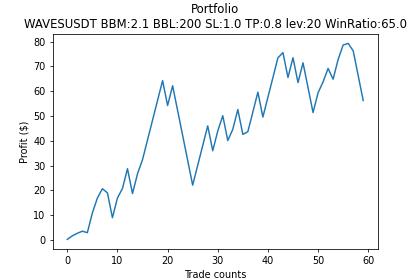 Portfolio
WAVESUSDT BBM:2.1 BBL:200 SL:1.0 TP:0.8 lev:20 WinRatio:65.0
80
70
60
50
40
30
20
10
0
Profit ($)
0 10 20 30 40 50 60
Trade counts